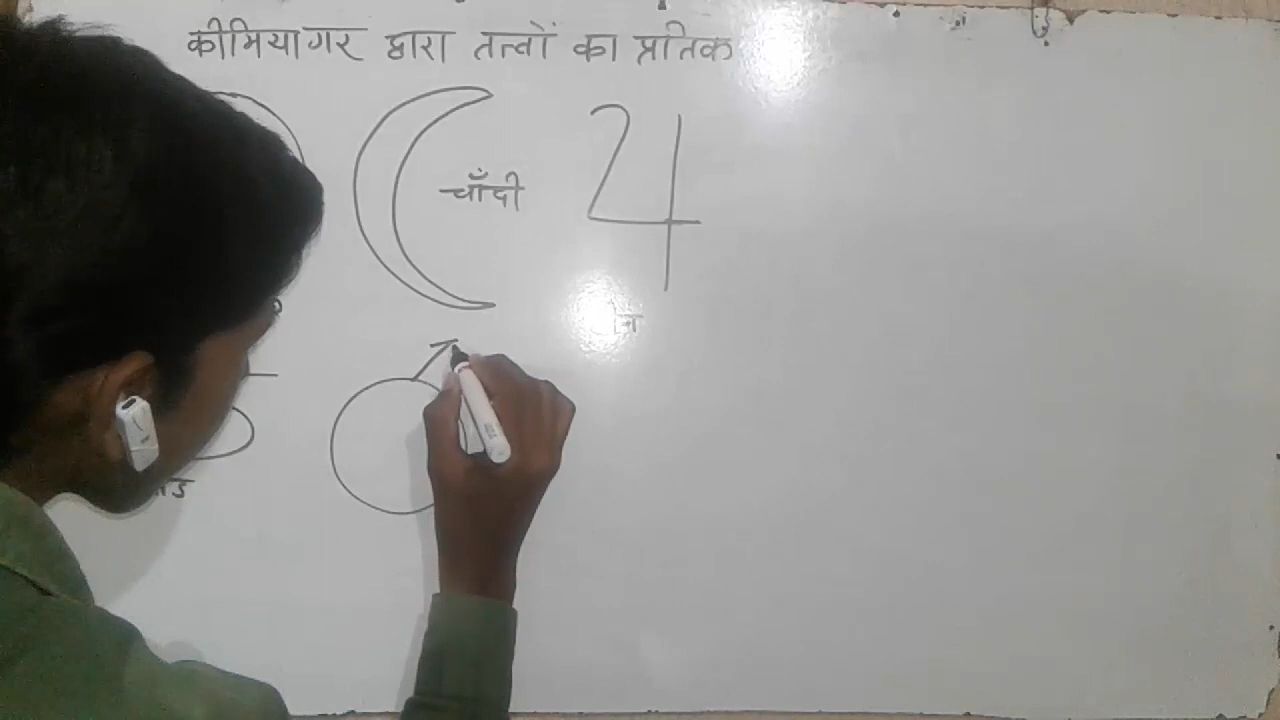 कीमियागर द्वारा तत्त्वों का प्रतिक
चाँदी